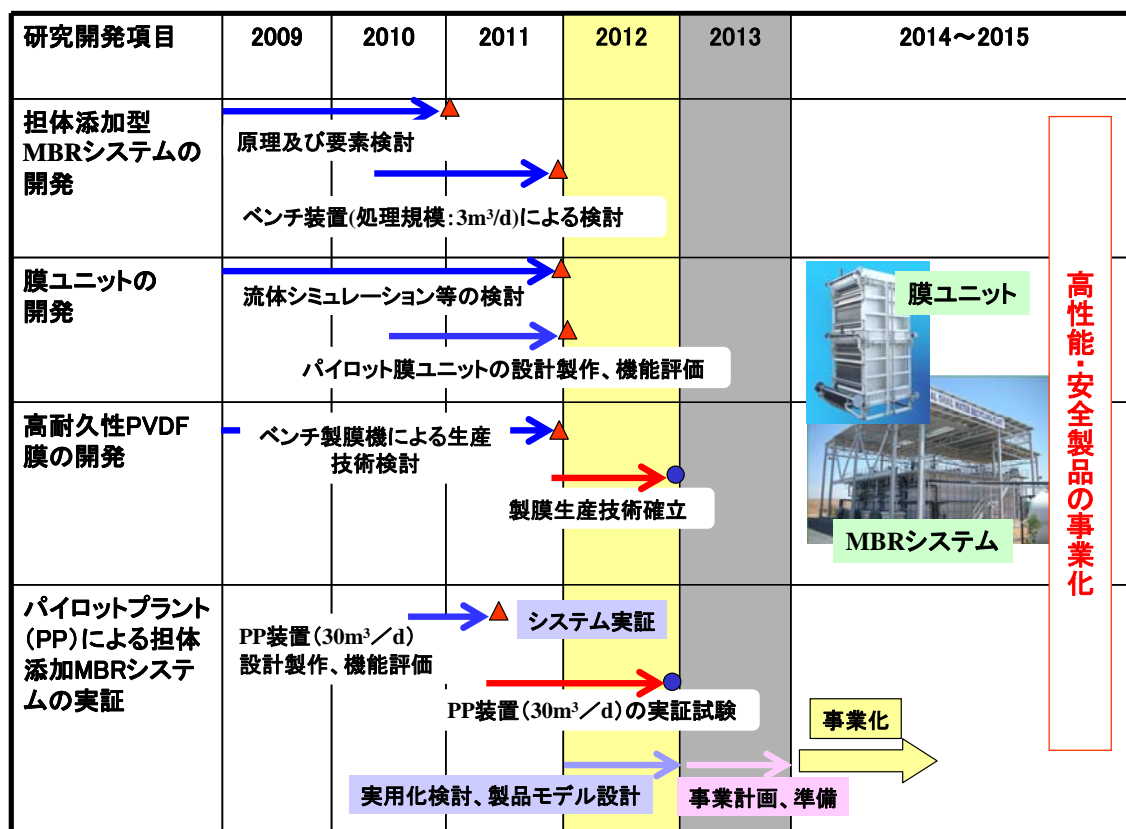 研究開発項目
2009
2010
2011
2012
2013
2014～2015
担体添加型
MBRシステムの
開発
原理及び要素検討
ベンチ装置(処理規模：3m³/d)による検討
膜ユニットの
開発
流体シミュレーション等の検討
パイロット膜ユニットの設計製作、機能評価
高耐久性PVDF
膜の開発
ベンチ製膜機による生産
技術検討
製膜生産技術確立
パイロットプラント
（PP）による担体
添加MBRシステ
ムの実証
PP装置（30m³／d）
設計製作、機能評価
システム実証
PP装置（30m³／d）の実証試験
実用化検討、製品モデル設計
事業計画、準備
事業化
膜ユニット
MBRシステム
高性能・安全製品の事業化